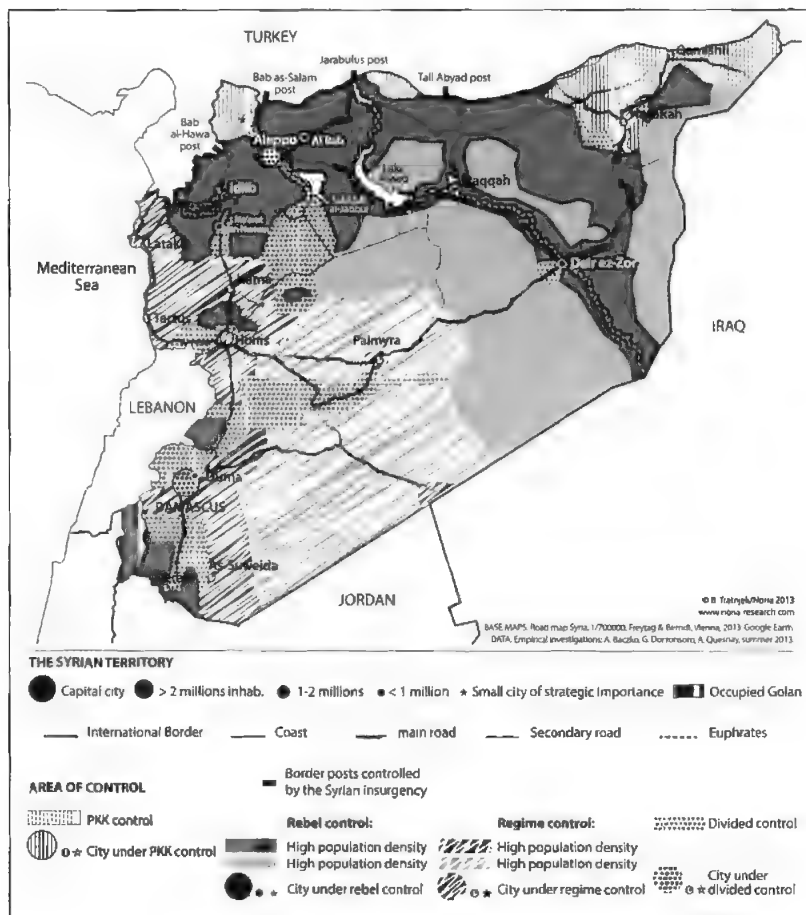 TURKEY
Jarabulus post
Bab as-Salam
post
Tall Abyad post
Qamishli
Bab
al-Hawa
post
Aleppo
Al Bab
Raqqah
Mediterranean
Sea
Hama
Deir ez-Zor
Tartus
Homs
Palmyra
IRAQ
LEBANON
Duma
DAMASCUS
As-Suweida
JORDAN
© B Tratnjek/Noria 2013
www noria research.com
BASE MAPS. Road map Syria, 1/700000, Freytag & Berndt, Vienna, 2013 Google Earth
DATA. Empirical investigations: A. Baczko, G. Dorronsoro, A. Quesnay, summer 2013
THE SYRIAN TERRITORY
Capital city
> 2 millions inhab.
1-2 millions
< 1 million
Small city of strategic Importance
Occupied Golan
International Border
Coast
main road
Secondary road
Euphrates
AREA OF CONTROL
Border posts controlled
by the Syrian insurgency
PKK control
City under PKK control
Rebel control:
High population density
High population density
City under rebel control
Regime control:
High population density
High population density
City under regime control
Divided control
City under
divided control